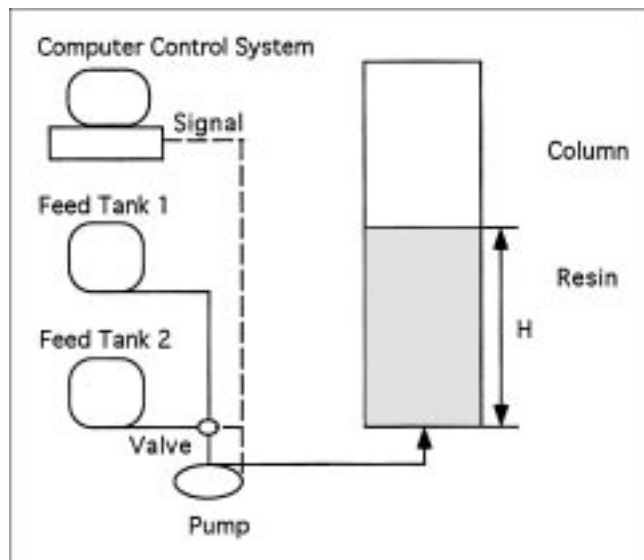 Computer Control System
Signal
Column
Feed Tank 1
Resin
H
Feed Tank 2
Valve
Pump